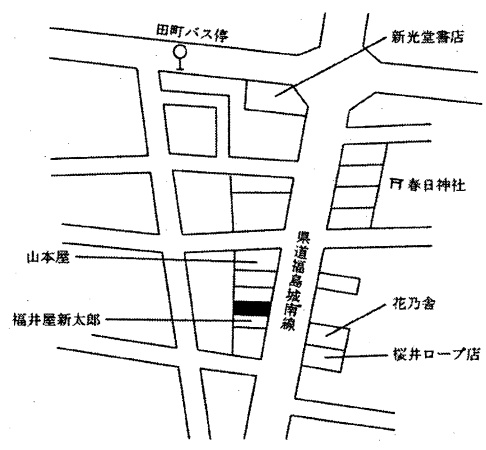 田町バス停
新光堂書店
春日神社
県道福島城南線
山本屋
花乃舎
福井屋新太郎
桜井ロープ店